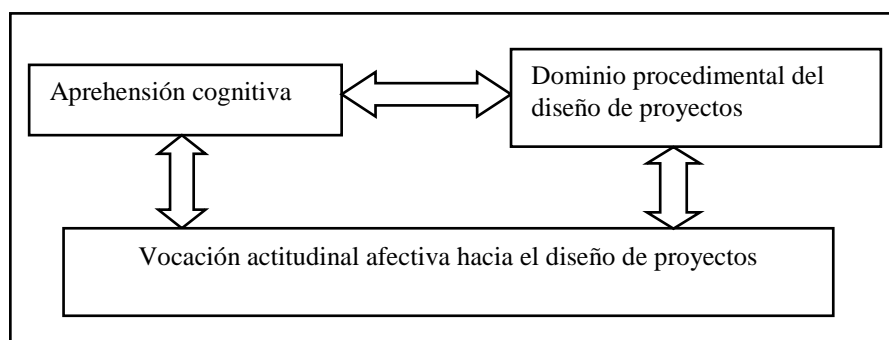 Aprehensión cognitiva
Dominio procedimental del
diseño de proyectos
Vocación actitudinal afectiva hacia el diseño de proyectos